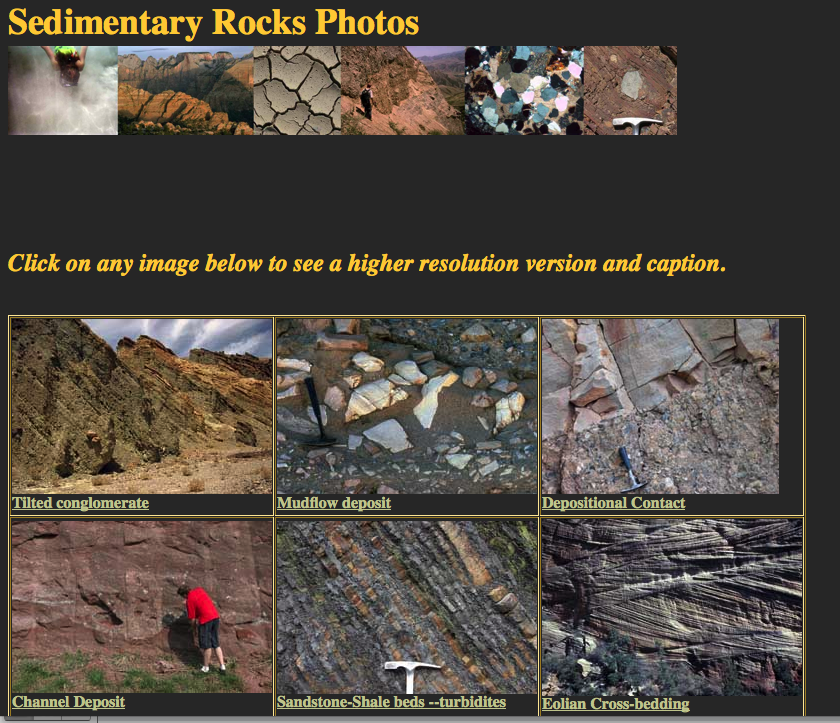 Sedimentary Rocks Photos
Click on any image below to see a higher resolution version and caption.
Tilted conglomerate
Mudflow deposit
Depositional Contact
Channel Deposit
Sandstone-Shale beds --turbidites
Eolian Cross-bedding